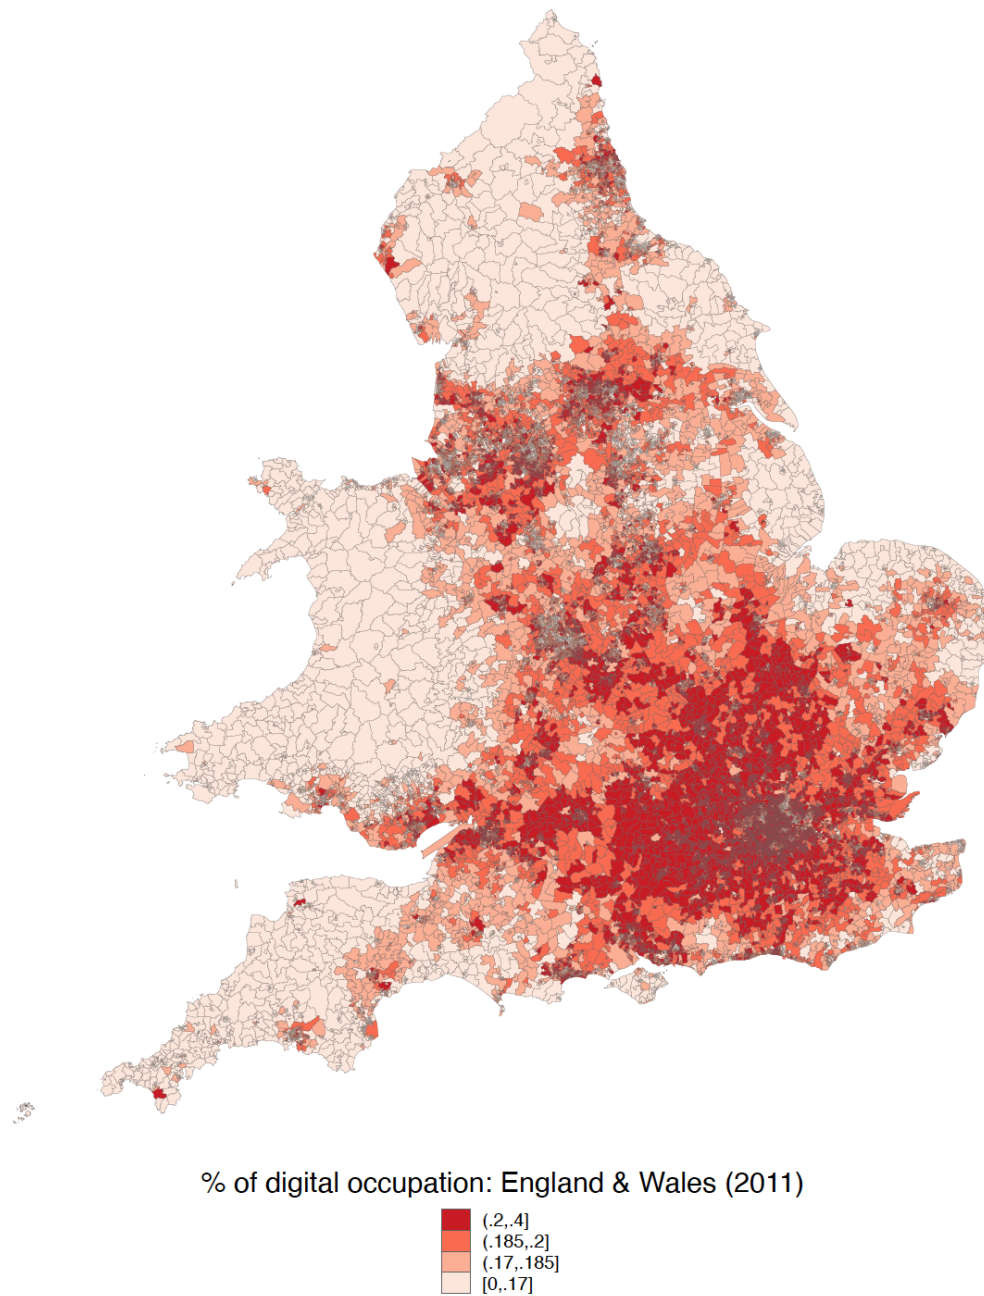 % of digital occupation: England & Wales (2011)
(.2,.4]
(.185,.2]
(.17,.185]
[0,.17]